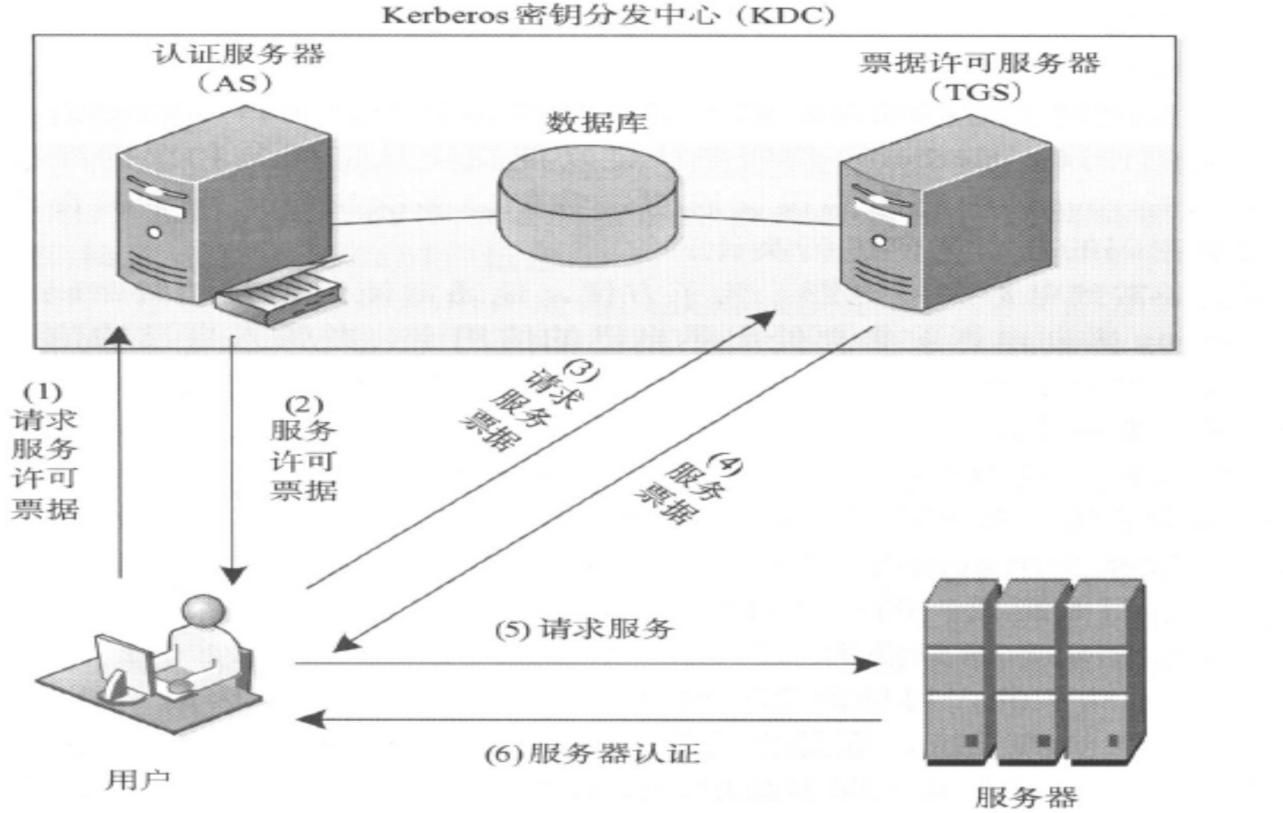 Kerberos 密钥分发中心（KDC）
认证服务器
（AS）
票据许可服务器
（TGS）
数据库
(1)
请求
服务
许可
票据
(2)
服务
许可
票据
(3)
请求
服务
票据
(4)
服务
票据
(5) 请求服务
(6) 服务器认证
用户
服务器